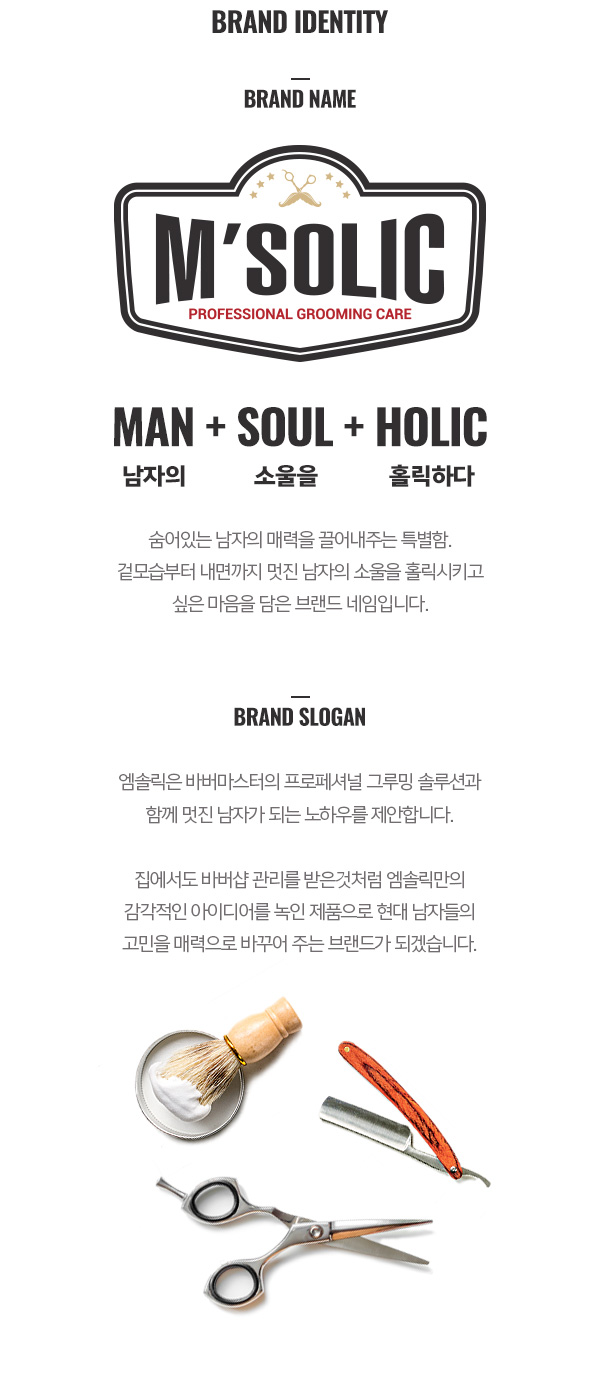 BRAND IDENTITY
BRAND NAME
M'SOLIC
PROFESSIONAL GROOMING CARE
MAN + SOUL + HOLIC
남자의 소울을 홀릭하다
숨어있는 남자의 매력을 끌어내주는 특별함.
겉모습부터 내면까지 멋진 남자의 소울을 홀릭시키고
싶은 마음을 담은 브랜드 네임입니다.
BRAND SLOGAN
엠솔릭은 바버마스터의 프로페셔널 그루밍 솔루션과
함께 멋진 남자가 되는 노하우를 제안합니다.
집에서도 바버샵 관리를 받은것처럼 엠솔릭만의
감각적인 아이디어를 녹인 제품으로 현대 남자들의
고민을 매력으로 바꾸어 주는 브랜드가 되겠습니다.